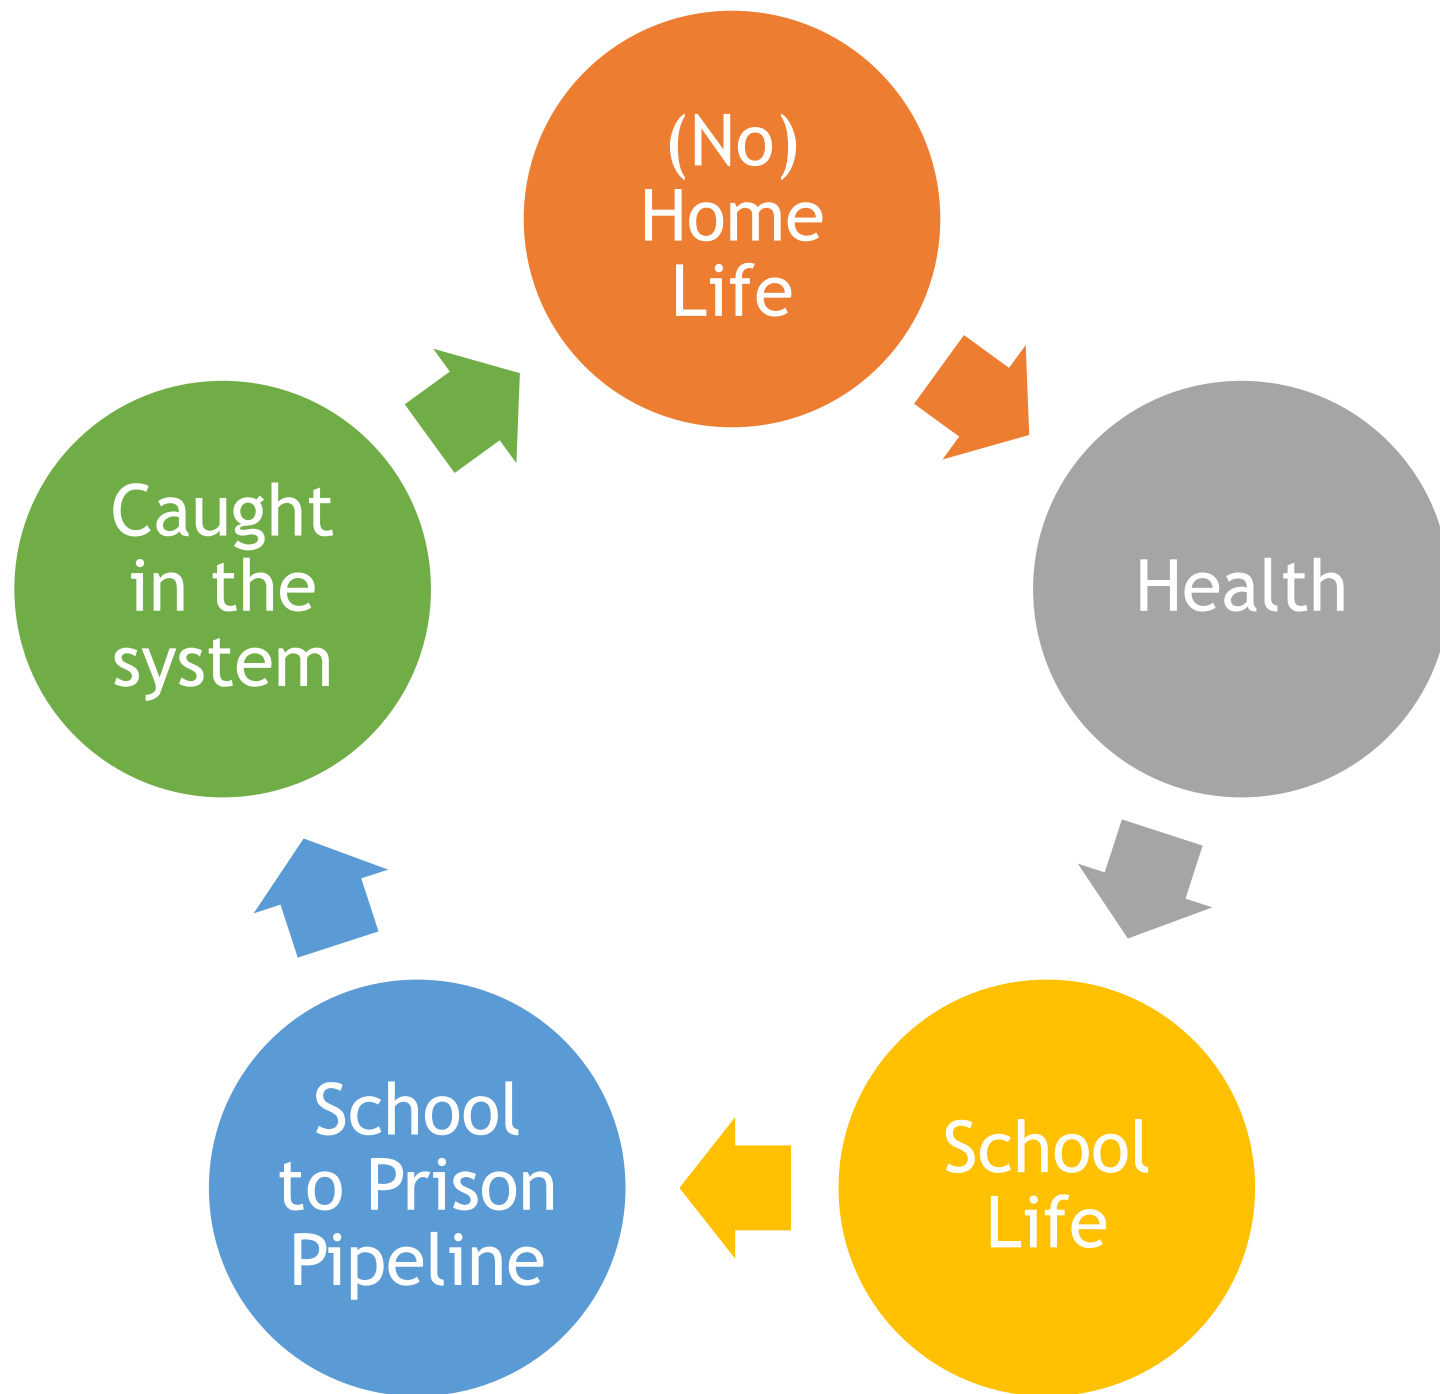 (No)
Home
Life
Health
School
Life
School
to Prison
Pipeline
Caught
in the
system